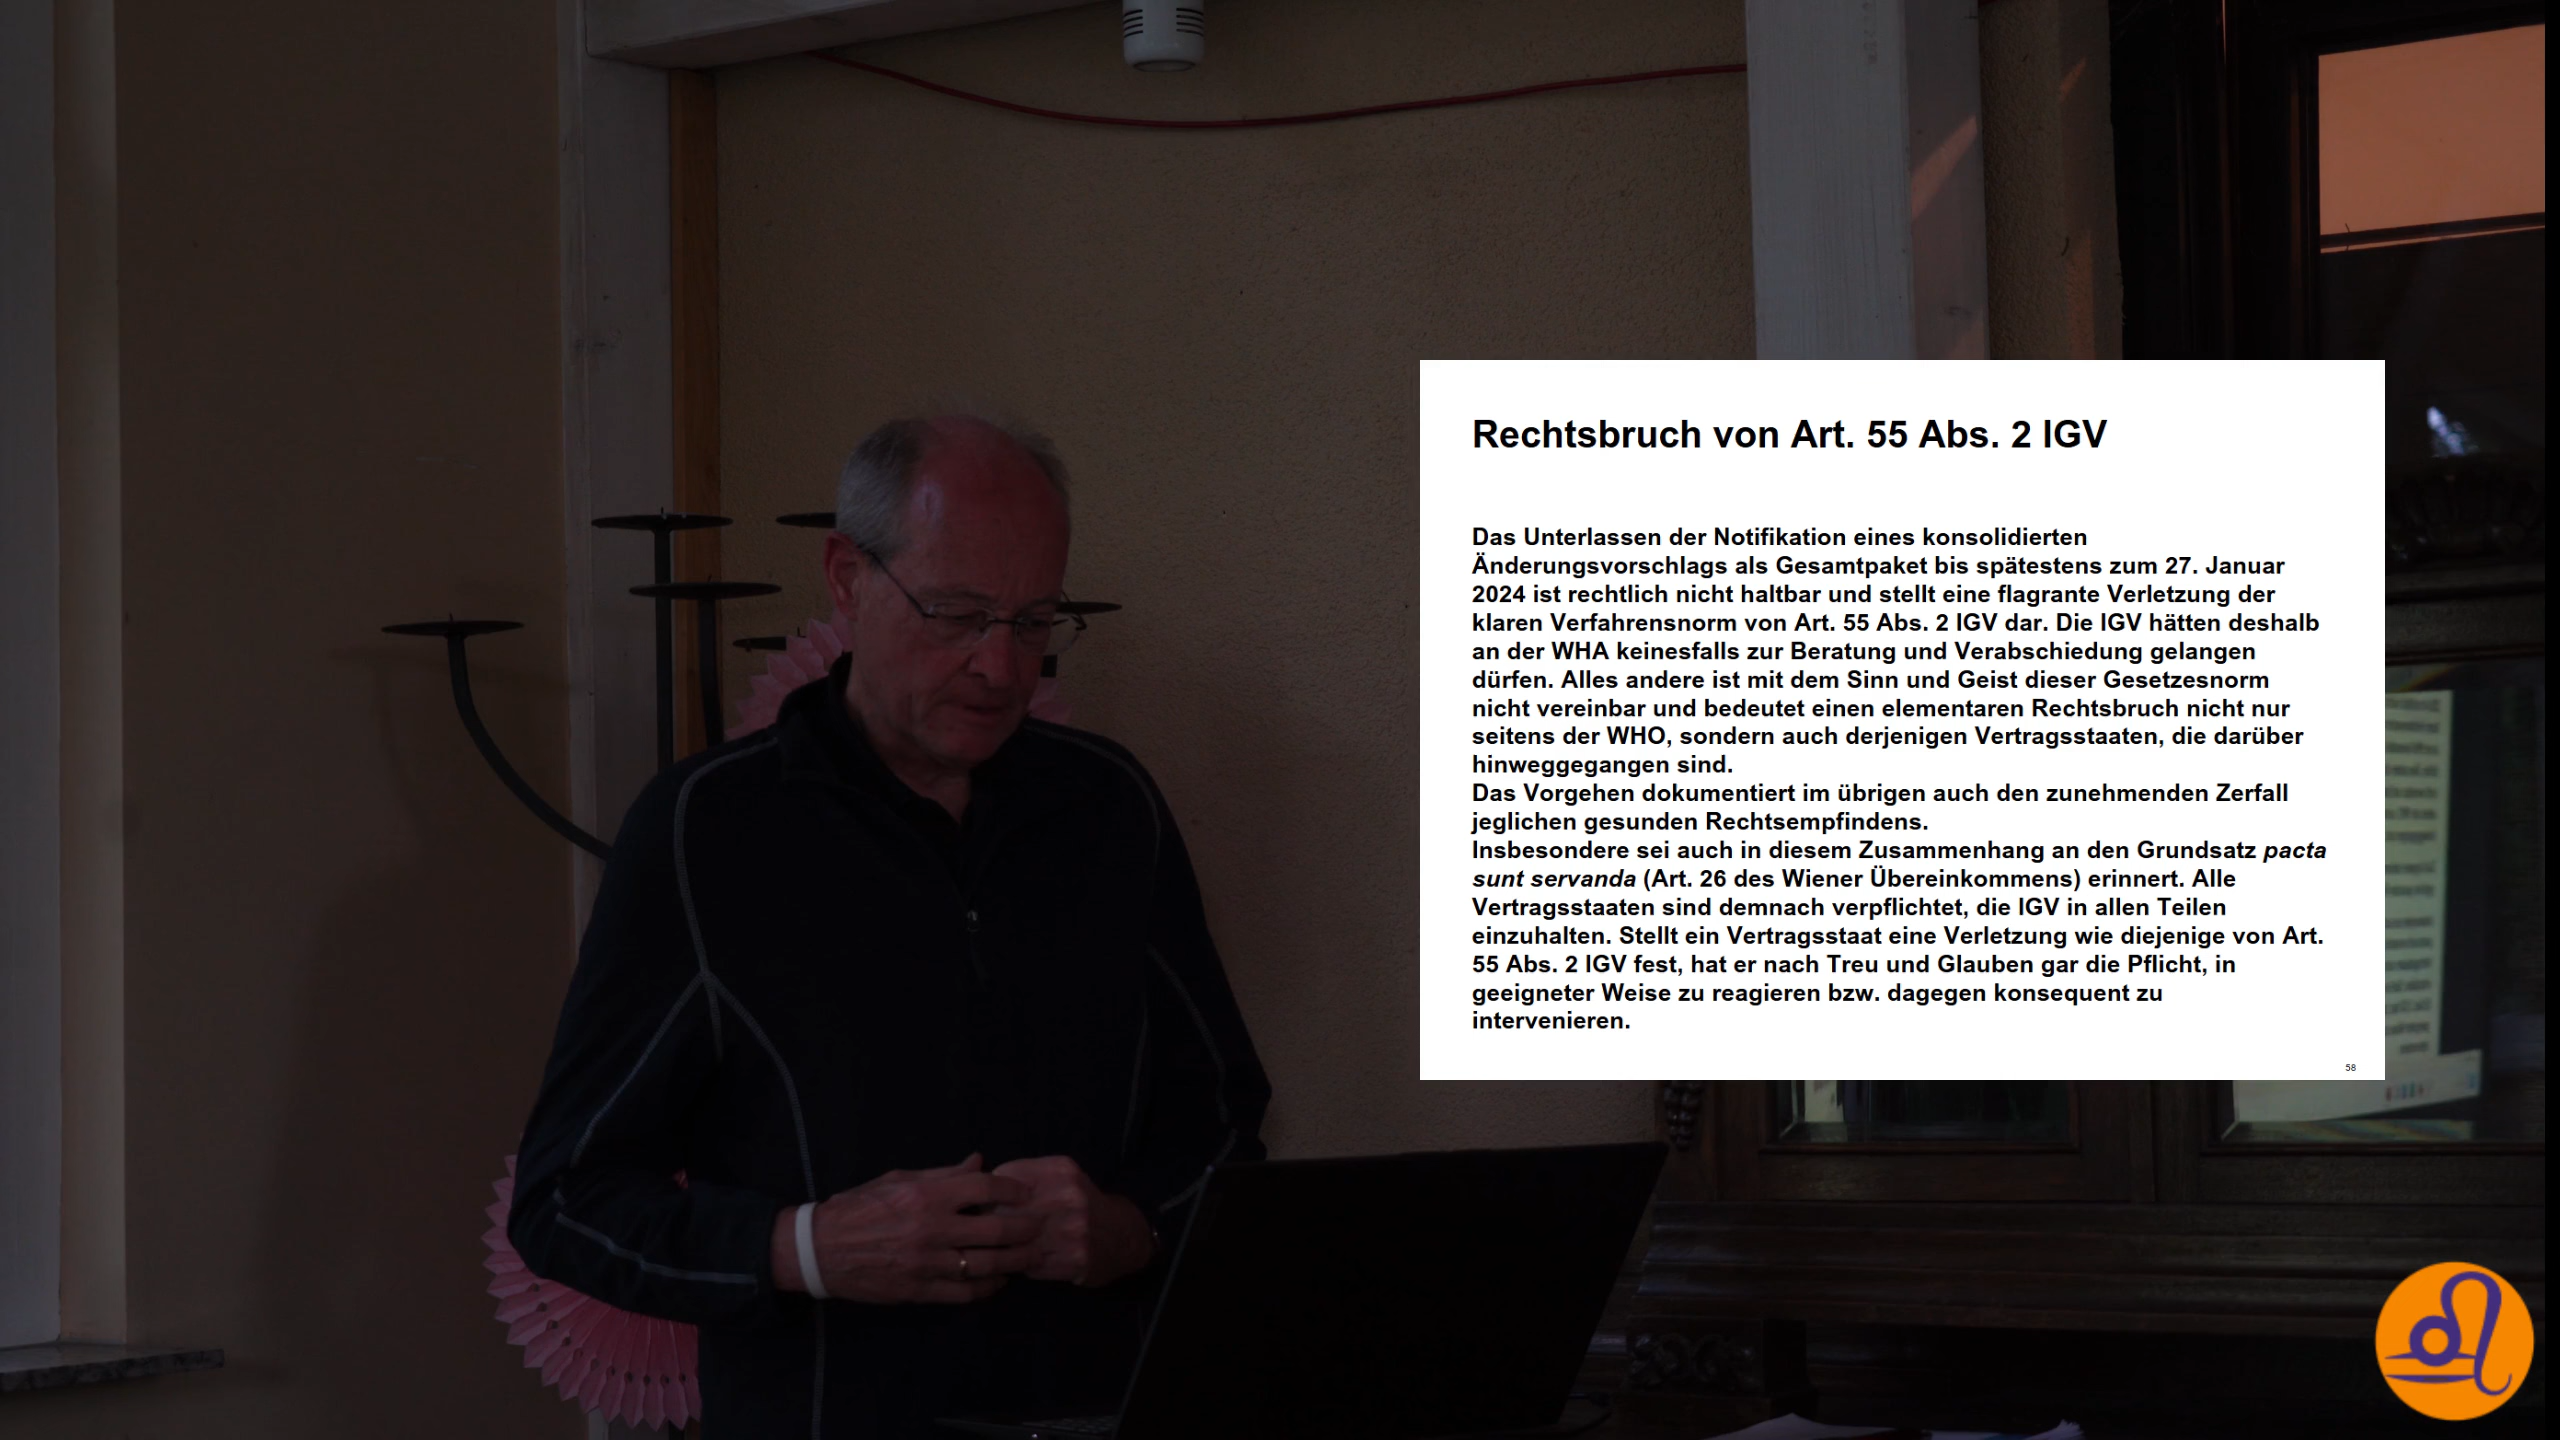 Rechtsbruch von Art. 55 Abs. 2 IGV
Das Unterlassen der Notifikation eines konsolidierten
Änderungsvorschlags als Gesamtpaket bis spätestens zum 27. Januar
2024 ist rechtlich nicht haltbar und stellt eine flagrante Verletzung der
klaren Verfahrensnorm von Art. 55 Abs. 2 IGV dar. Die IGV hätten deshalb
an der WHA keinesfalls zur Beratung und Verabschiedung gelangen
dürfen. Alles andere ist mit dem Sinn und Geist dieser Gesetzesnorm
nicht vereinbar und bedeutet einen elementaren Rechtsbruch nicht nur
seitens der WHO, sondern auch derjenigen Vertragsstaaten, die darüber
hinweggegangen sind.
Das Vorgehen dokumentiert im übrigen auch den zunehmenden Zerfall
jeglichen gesunden Rechtsempfindens.
Insbesondere sei auch in diesem Zusammenhang an den Grundsatz pacta
sunt servanda (Art. 26 des Wiener Übereinkommens) erinnert. Alle
Vertragsstaaten sind demnach verpflichtet, die IGV in allen Teilen
einzuhalten. Stellt ein Vertragsstaat eine Verletzung wie diejenige von Art.
55 Abs. 2 IGV fest, hat er nach Treu und Glauben gar die Pflicht, in
geeigneter Weise zu reagieren bzw. dagegen konsequent zu
intervenieren.
58